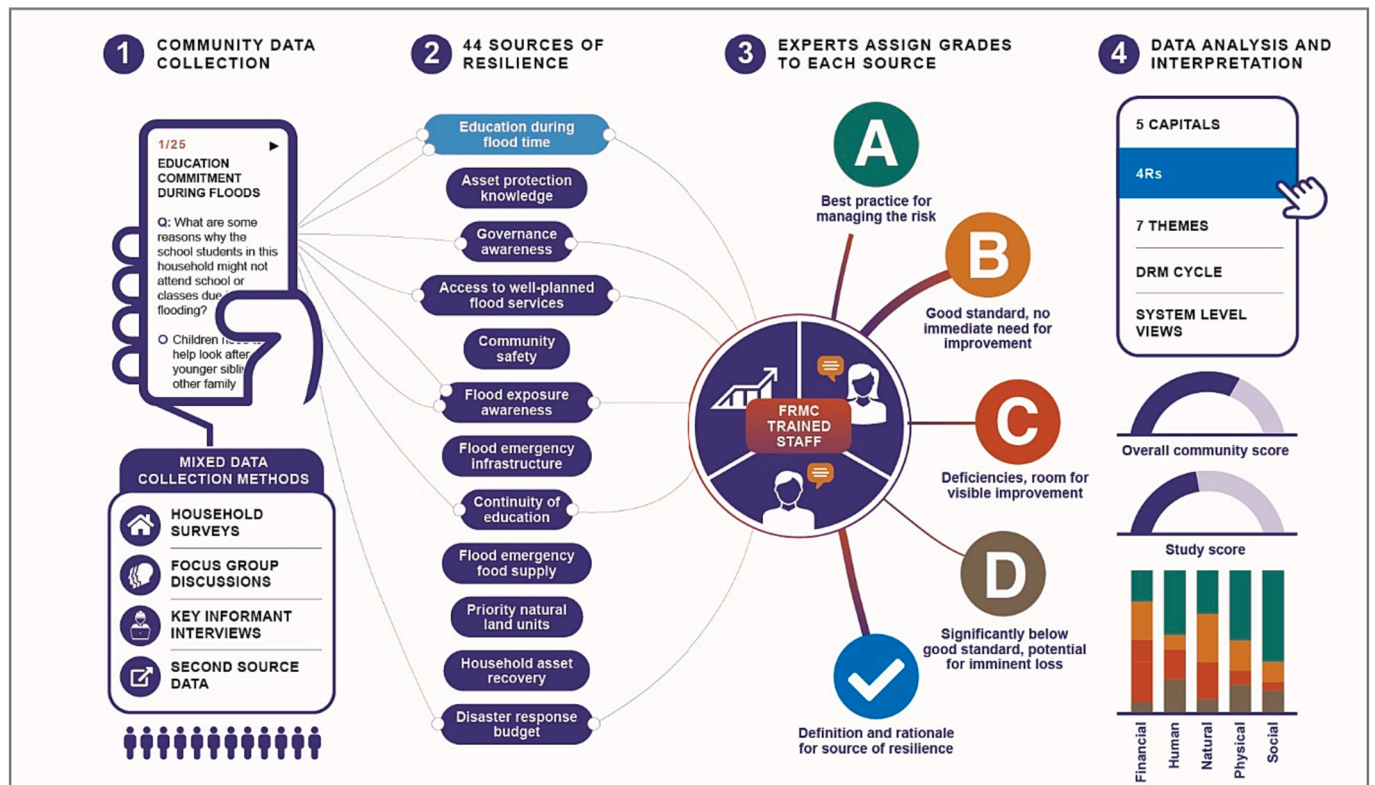 1 COMMUNITY DATA
COLLECTION
1/25
EDUCATION
COMMITMENT
DURING FLOODS
Q: What are some
reasons why the
school students in this
household might not
attend school or
classes due
flooding?
Children
help look after
younger
other family
MIXED DATA
COLLECTION METHODS
HOUSEHOLD
SURVEYS
FOCUS GROUP
DISCUSSIONS
KEY INFORMANT
INTERVIEWS
SECOND SOURCE
DATA
2 44 SOURCES OF
RESILIENCE
Education during
flood time
Asset protection
knowledge
Governance
awareness
Access to well-planned
flood services
Community
safety
Flood exposure
awareness
Flood emergency
infrastructure
Continuity of
education
Flood emergency
food supply
Priority natural
land units
Household asset
recovery
Disaster response
budget
3 EXPERTS ASSIGN GRADES
TO EACH SOURCE
A
Best practice for
managing the risk
B
Good standard, no
immediate need for
improvement
FRMC
TRAINED
STAFF
C
Deficiencies, room for
visible improvement
D
Significantly below
good standard, potential
for imminent loss
Definition and rationale
for source of resilience
4 DATA ANALYSIS AND
INTERPRETATION
5 CAPITALS
4Rs
7 THEMES
DRM CYCLE
SYSTEM LEVEL
VIEWS
Overall community score
Study score
Financial
Human
Natural
Physical
Social